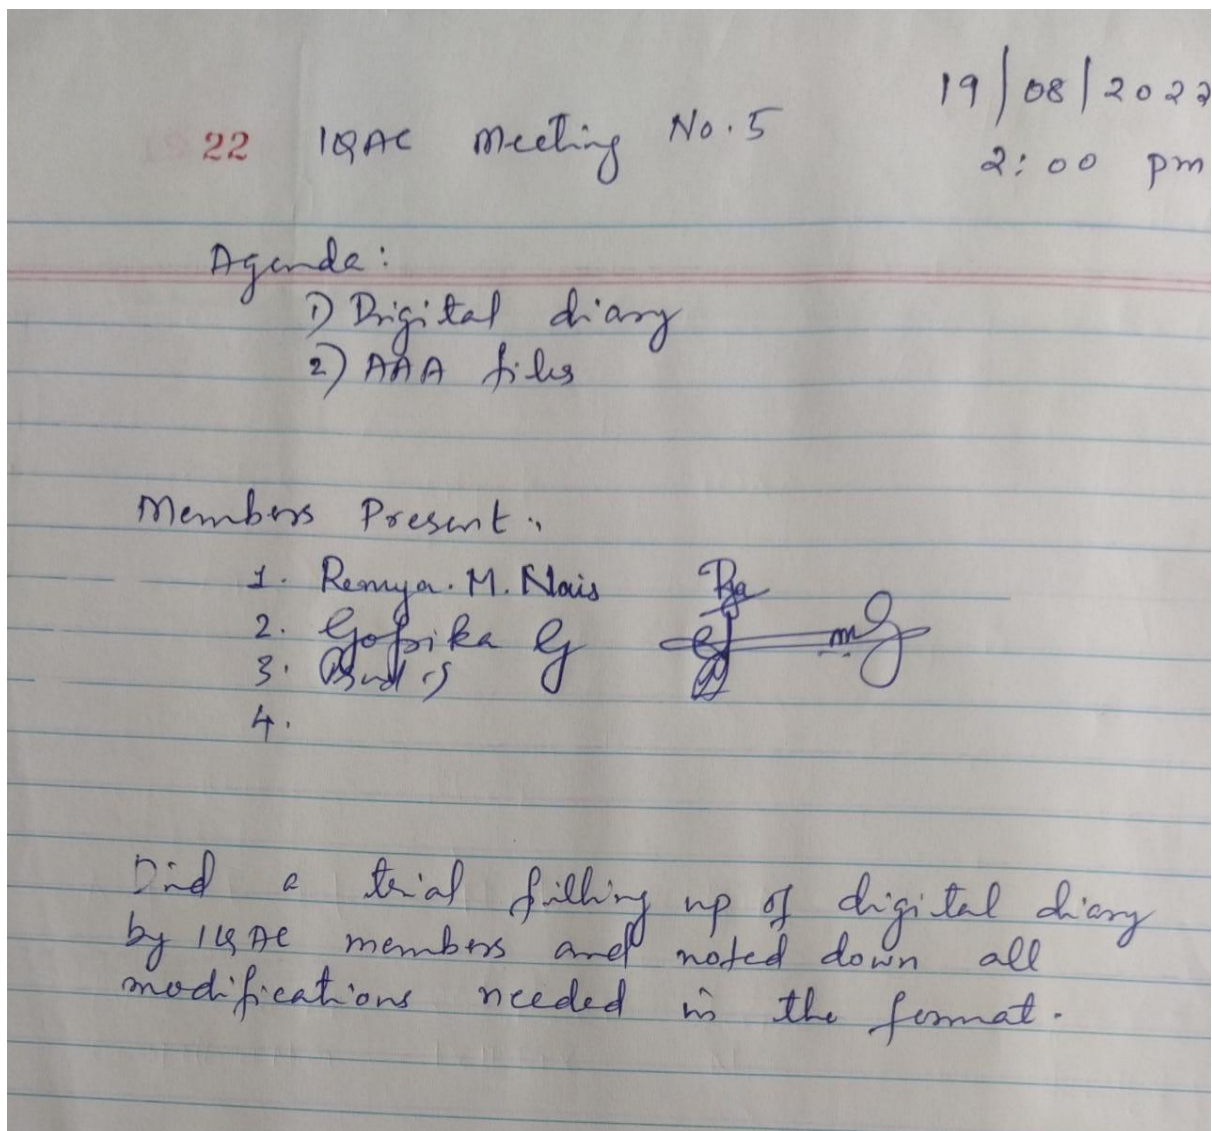 19/08/2022
22 IQAC Meeting No. 5
2:00 pm
Agenda:
1) Digital diary
2) AAA files
Members Present:
1. Remya. M. Nair
2. Gopika G
3.
4.
Did a trial filling up of digital diary
by IQAC members and noted down all
modifications needed in the format.